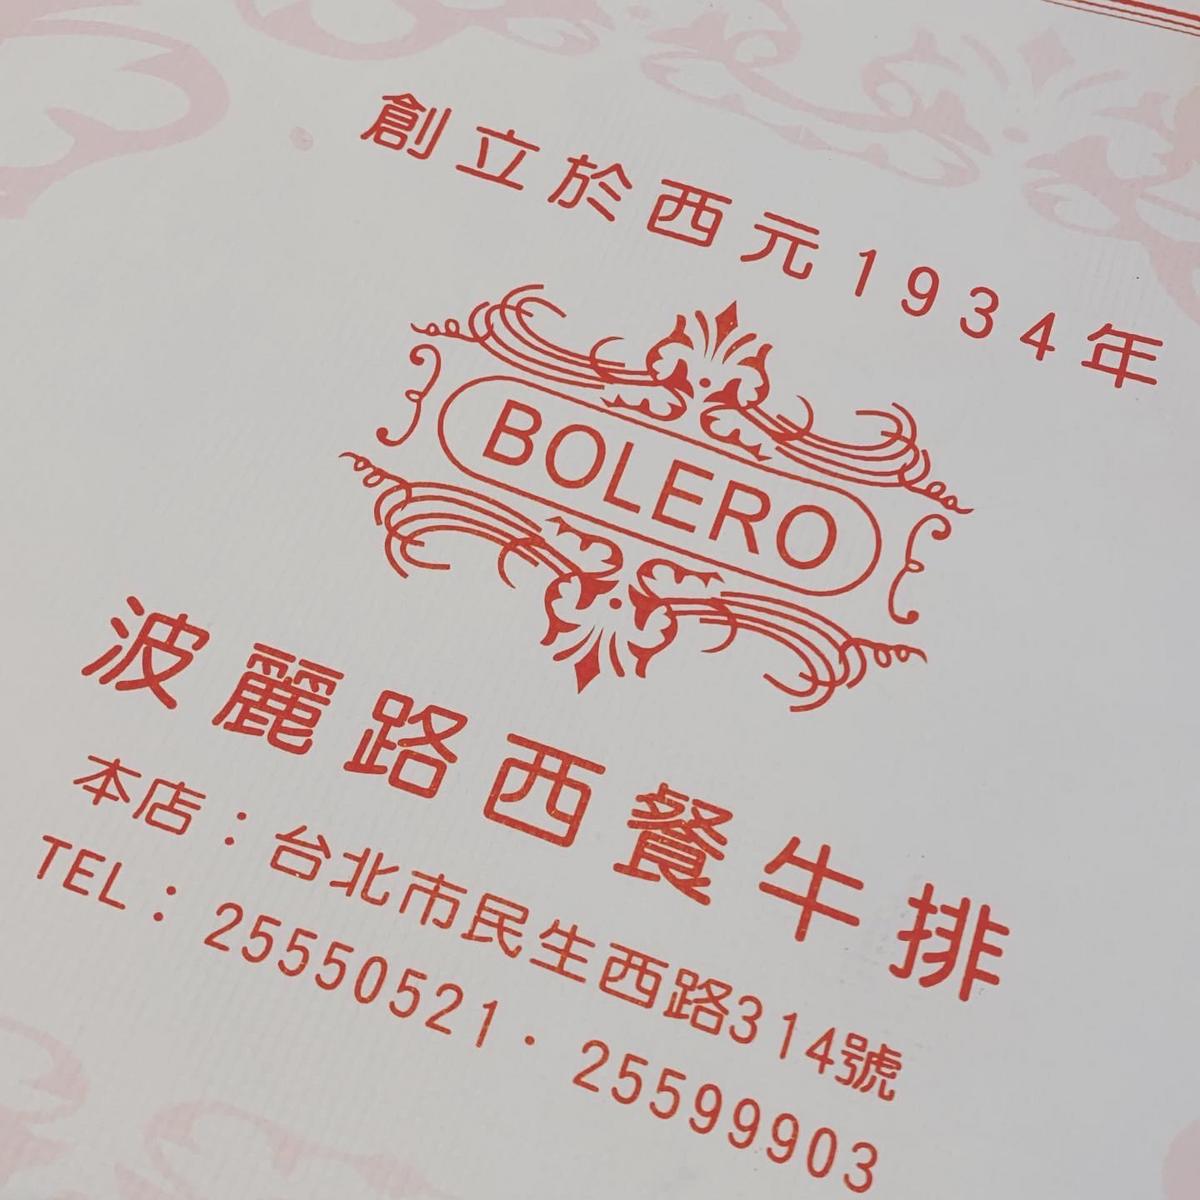 創立於西元1934年
BOLERO
波麗路西餐牛排
本店：台北市民生西路314號
TEL：25550521・25599903